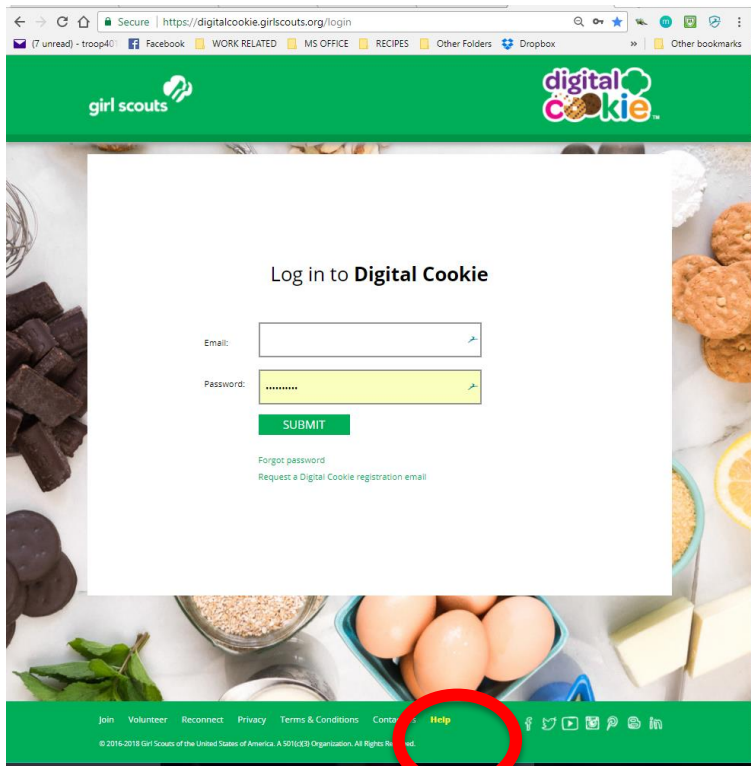 Secure | https://digitalcookie.girlscouts.org/login
(7 unread) - troop401 Facebook WORK RELATED MS OFFICE RECIPES Other Folders Dropbox » Other bookmarks
girl scouts
digital cookie™
Log in to Digital Cookie
Email:
Password: ••••••••••
SUBMIT
Forgot password
Request a Digital Cookie registration email
Join Volunteer Reconnect Privacy Terms & Conditions Help
© 2016-2018 Girl Scouts of the United States of America. A 501(c)(3) Organization. All Rights